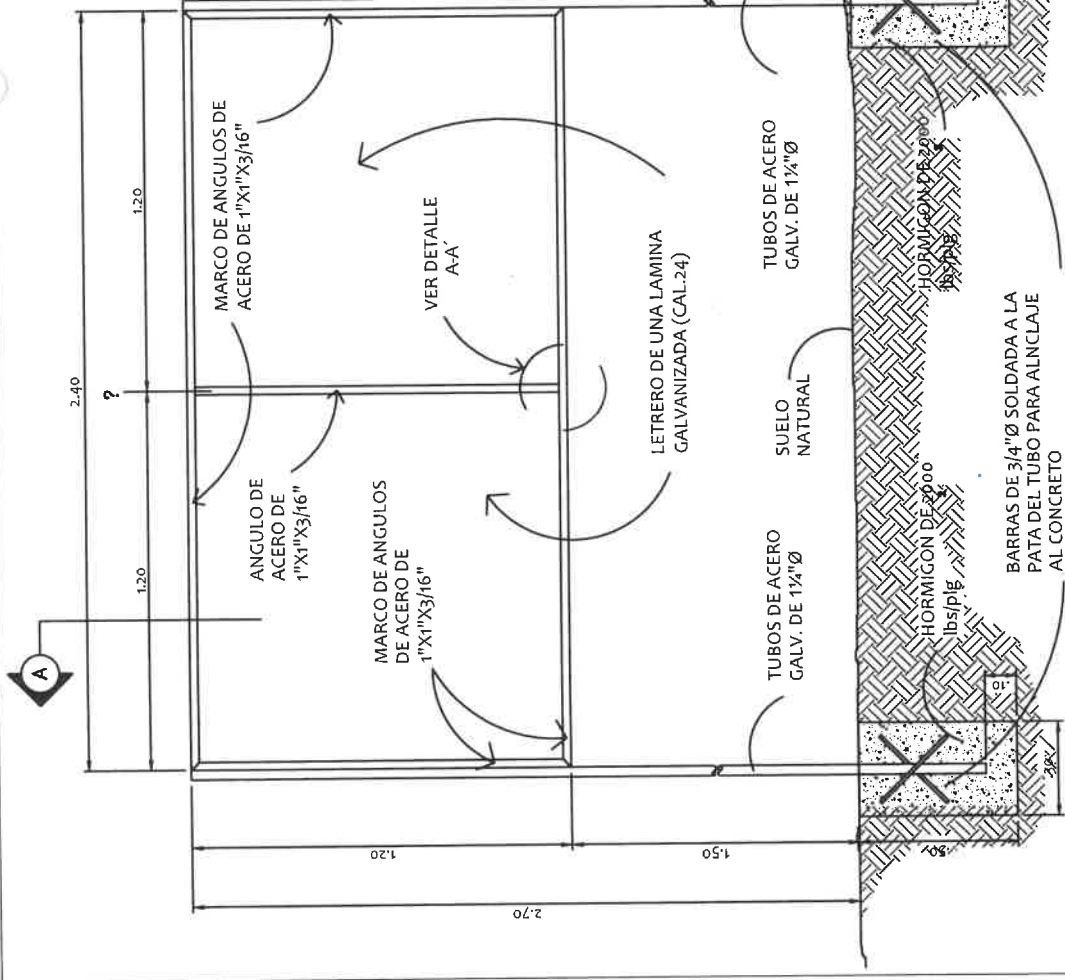 2.40
?
1.20
1.20
A
MARCO DE ANGULOS DE
ACERO DE 1"X1"X3/16"
ANGULO DE
ACERO DE
1"X1"X3/16"
VER DETALLE
A-A'
MARCO DE ANGULOS
DE ACERO DE
1"X1"X3/16"
LETRERO DE UNA LAMINA
GALVANIZADA (CAL.24)
1.20
1.50
2.70
TUBOS DE ACERO
GALV. DE 1¼"Ø
SUELO
NATURAL
TUBOS DE ACERO
GALV. DE 1¼"Ø
HORMIGON DE 2000
lbs/plg
HORMIGON DE 2000
lbs/plg
.50
.10
.30
BARRAS DE 3/4"Ø SOLDADA A LA
PATA DEL TUBO PARA ALNCLAJE
AL CONCRETO